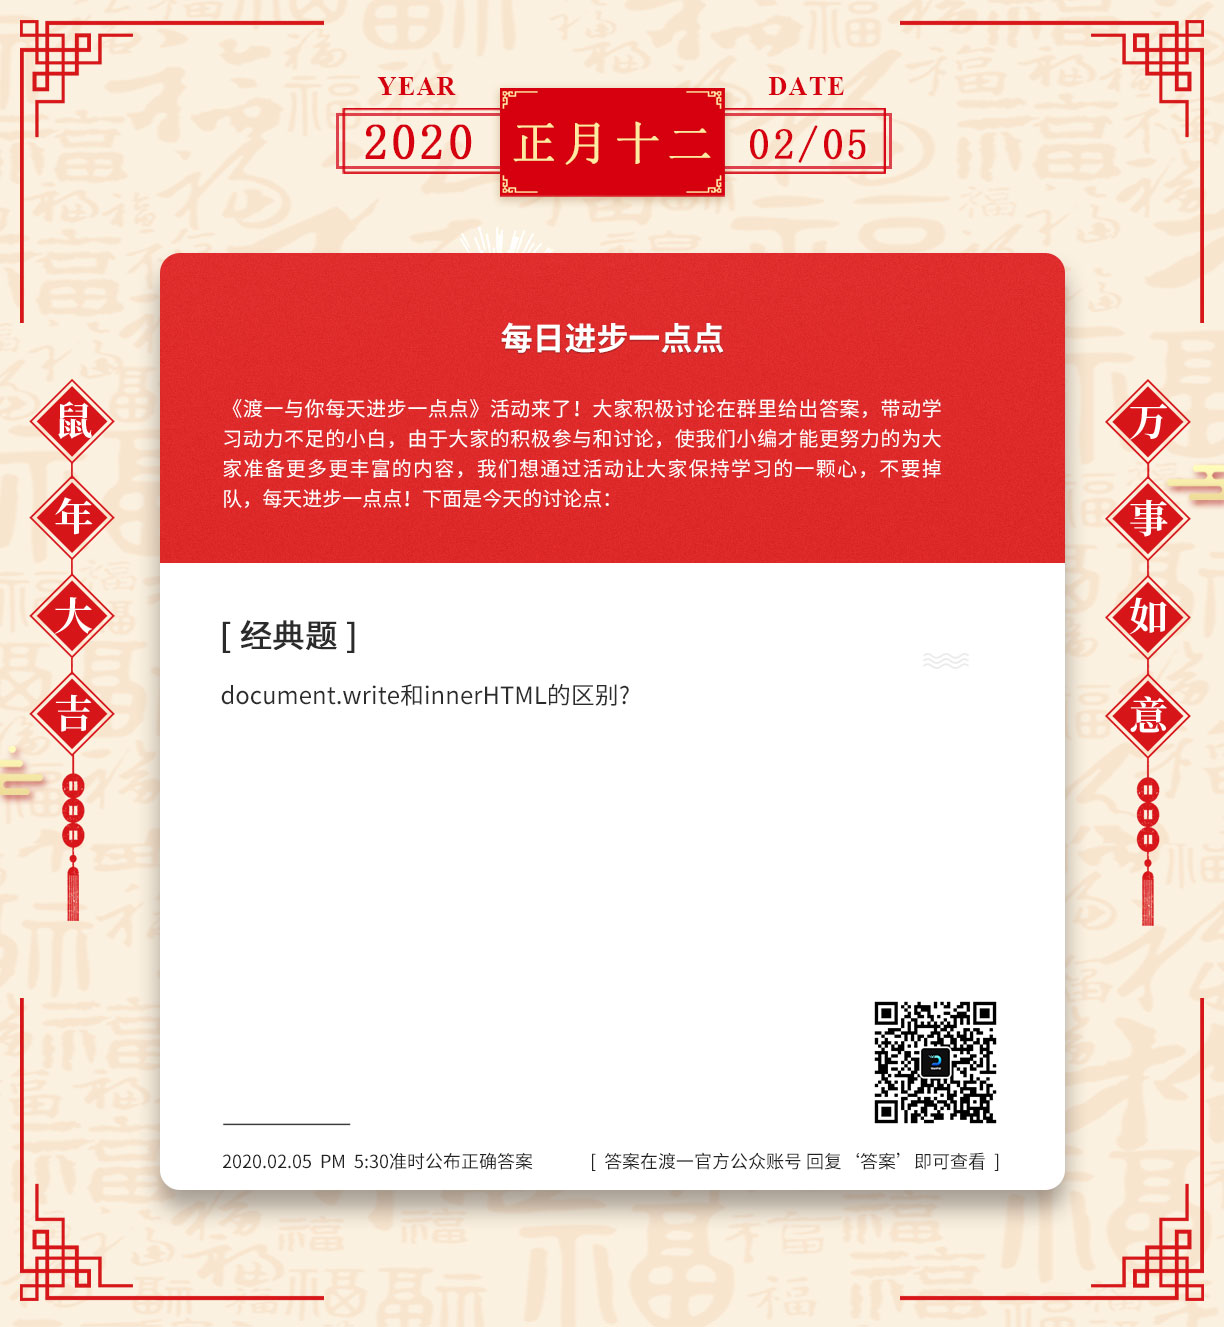 YEAR
DATE
2020
正月十二
02/05
每日进步一点点
《渡一与你每天进步一点点》活动来了！大家积极讨论在群里给出答案，带动学
习动力不足的小白，由于大家的积极参与和讨论，使我们小编才能更努力的为大
家准备更多更丰富的内容，我们想通过活动让大家保持学习的一颗心，不要掉
队，每天进步一点点！下面是今天的讨论点：
鼠年大吉
万事如意
[ 经典题 ]
document.write和innerHTML的区别?
2020.02.05 PM 5:30准时公布正确答案
[ 答案在渡一官方公众账号 回复‘答案’即可查看 ]